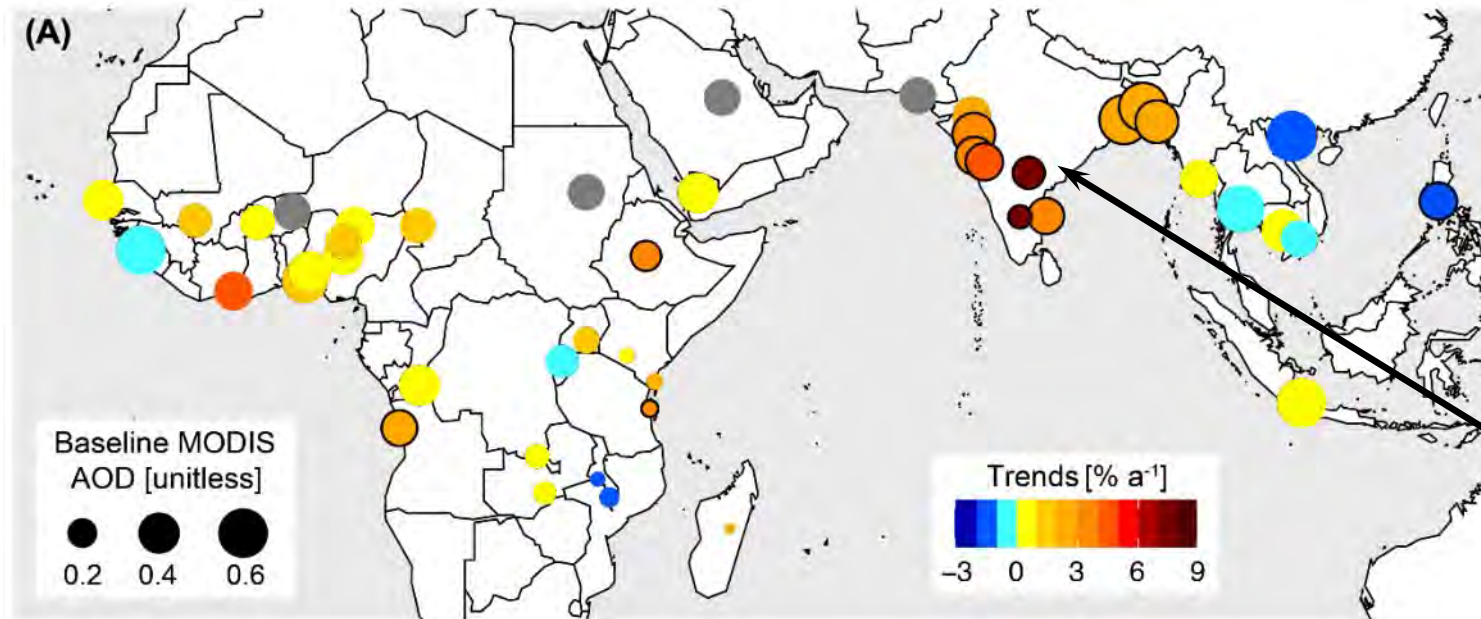 (A)
Baseline MODIS
AOD [unitless]
0.2 0.4 0.6
Trends [% a⁻¹]
−3 0 3 6 9